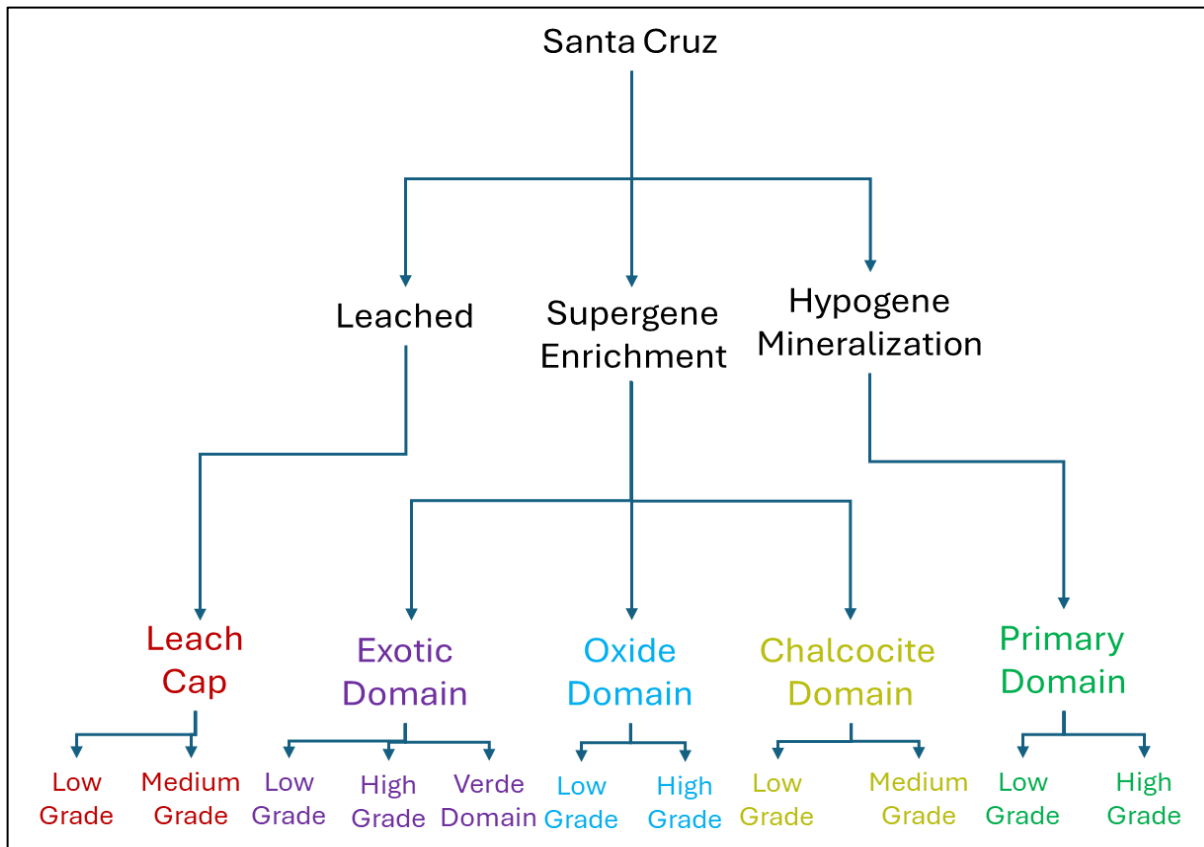 Santa Cruz
Leached
Supergene
Enrichment
Hypogene
Mineralization
Leach
Cap
Exotic
Domain
Oxide
Domain
Chalcocite
Domain
Primary
Domain
Low
Grade
Medium
Grade
Low
Grade
High
Grade
Verde
Domain
Low
Grade
High
Grade
Low
Grade
Medium
Grade
Low
Grade
High
Grade